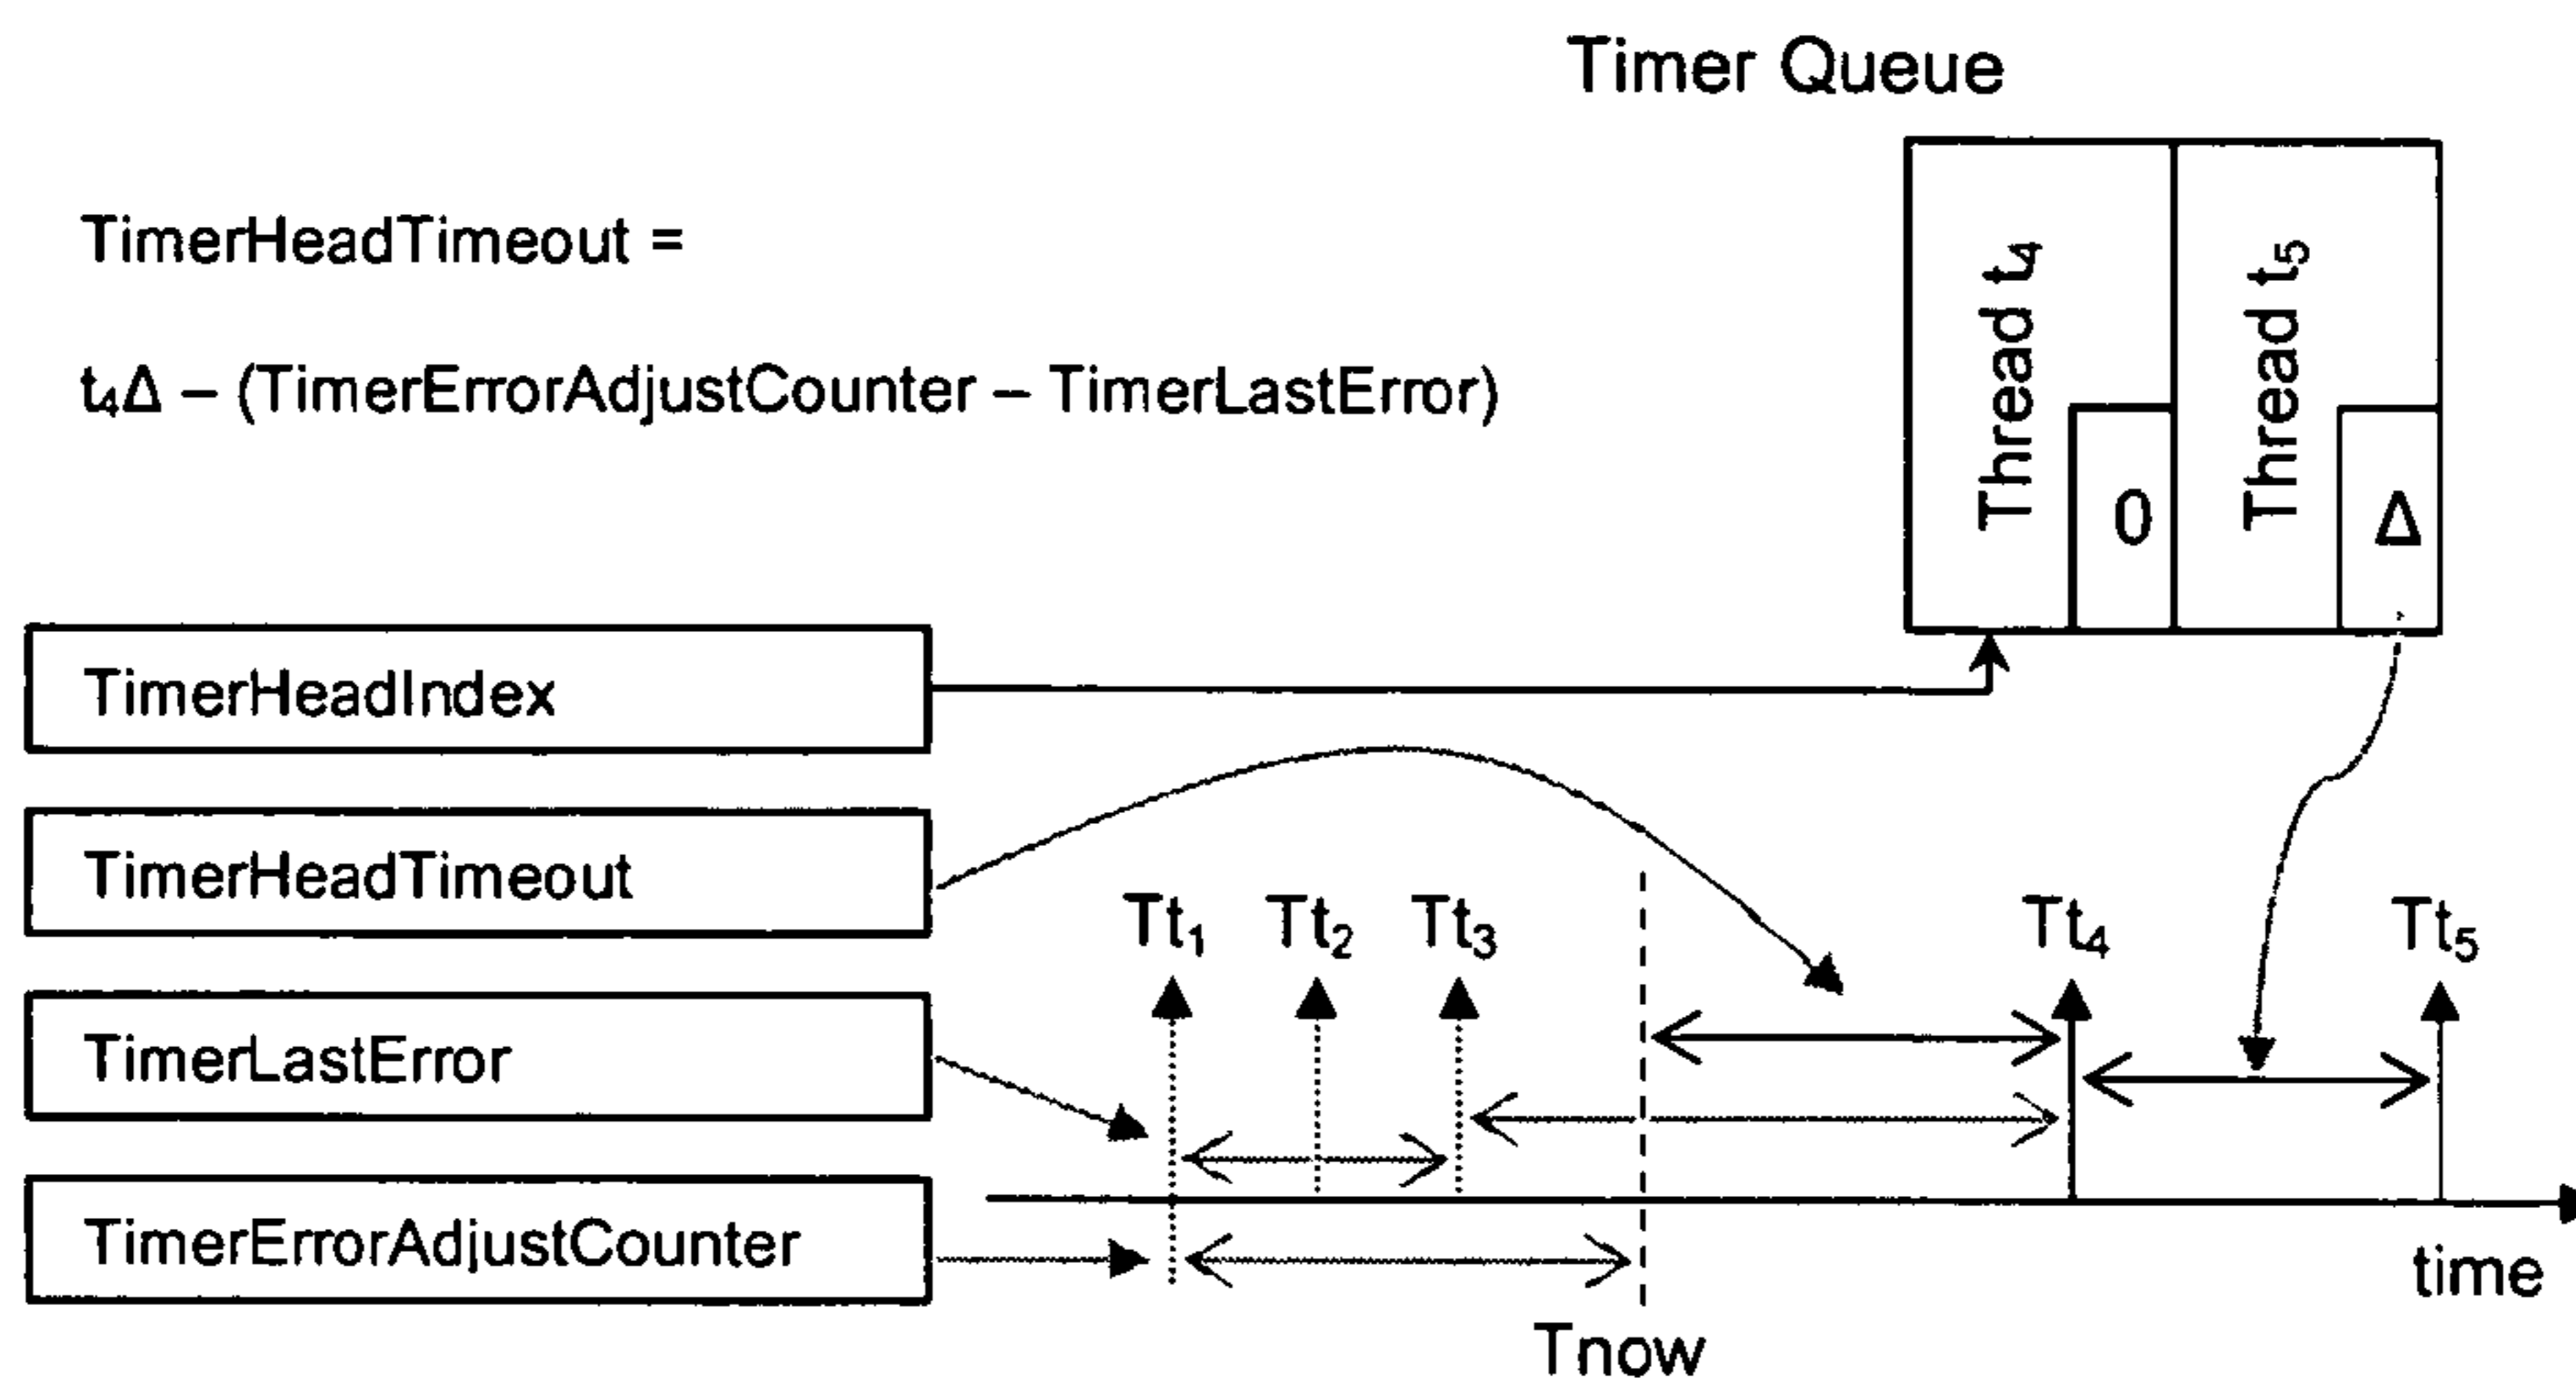 Timer Queue
TimerHeadTimeout =
t₄Δ – (TimerErrorAdjustCounter – TimerLastError)
Thread t₄
0
Thread t₅
Δ
TimerHeadIndex
TimerHeadTimeout
TimerLastError
TimerErrorAdjustCounter
Tt₁
Tt₂
Tt₃
Tt₄
Tt₅
time
Tnow